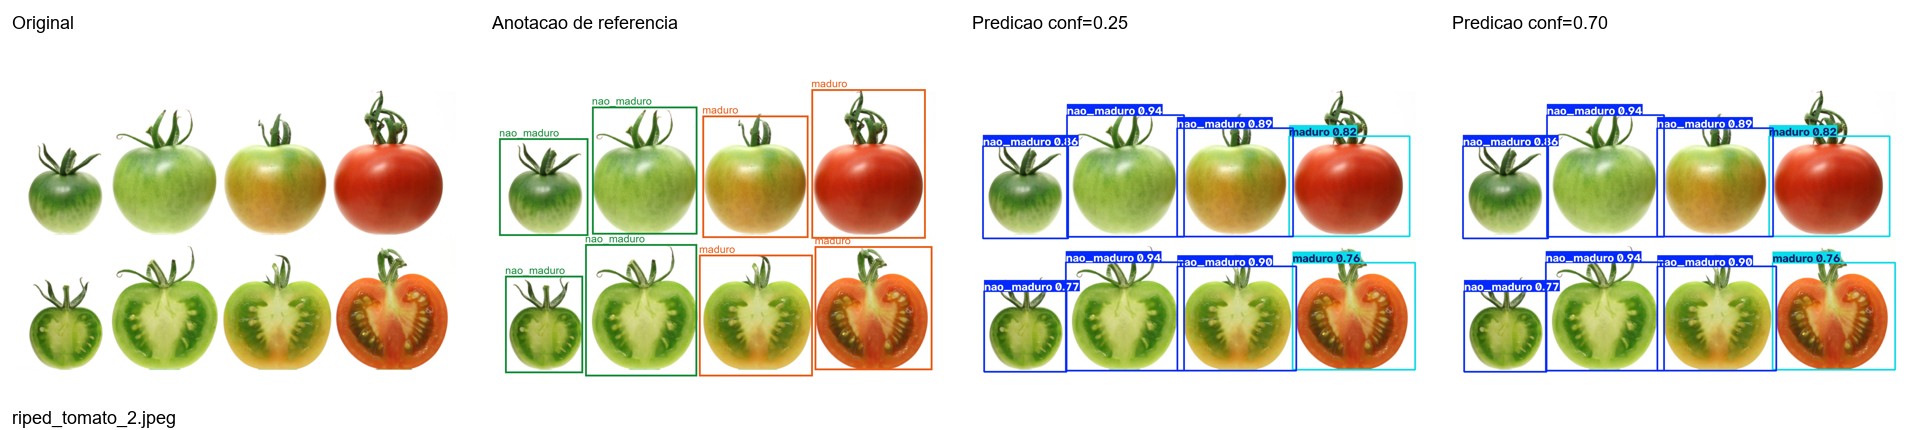 Original
Anotacao de referencia
Predicao conf=0.25
Predicao conf=0.70
maduro
nao_maduro
maduro
nao_maduro
nao_maduro
maduro
maduro
nao_maduro
nao_maduro 0.94
nao_maduro 0.89
maduro 0.82
nao_maduro 0.86
nao_maduro 0.94
nao_maduro 0.90
maduro 0.76
nao_maduro 0.77
nao_maduro 0.94
nao_maduro 0.89
maduro 0.82
nao_maduro 0.86
nao_maduro 0.94
nao_maduro 0.90
maduro 0.76
nao_maduro 0.77
riped_tomato_2.jpeg